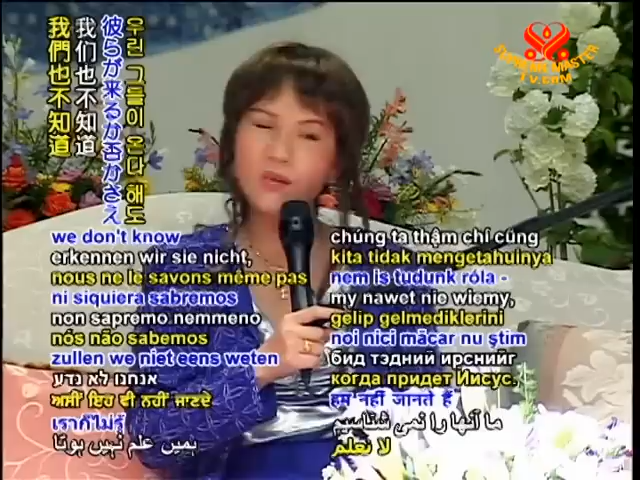 SUPREME MASTER
TV.COM
우린 그들이 온다 해도
彼らが来るか否かさえ
我们也不知道
我們也不知道
we don't know
erkennen wir sie nicht,
nous ne le savons même pas
ni siquiera sabremos
non sapremo nemmeno
nós não sabemos
zullen we niet eens weten
אנחנו לא נדע
ਅਸੀਂ ਇਹ ਵੀ ਨਹੀਂ ਜਾਣਦੇ
เราก็ไม่รู้
ہمیں علم نہیں ہوتا
chúng ta thậm chí cũng
kita tidak mengetahuinya
nem is tudunk róla -
my nawet nie wiemy,
gelip gelmediklerini
noi nici măcar nu ştim
бид тэдний ирснийг
когда придет Иисус.
हम नहीं जानते हैं
ما آنها را نمی شناسیم
لا نعلم